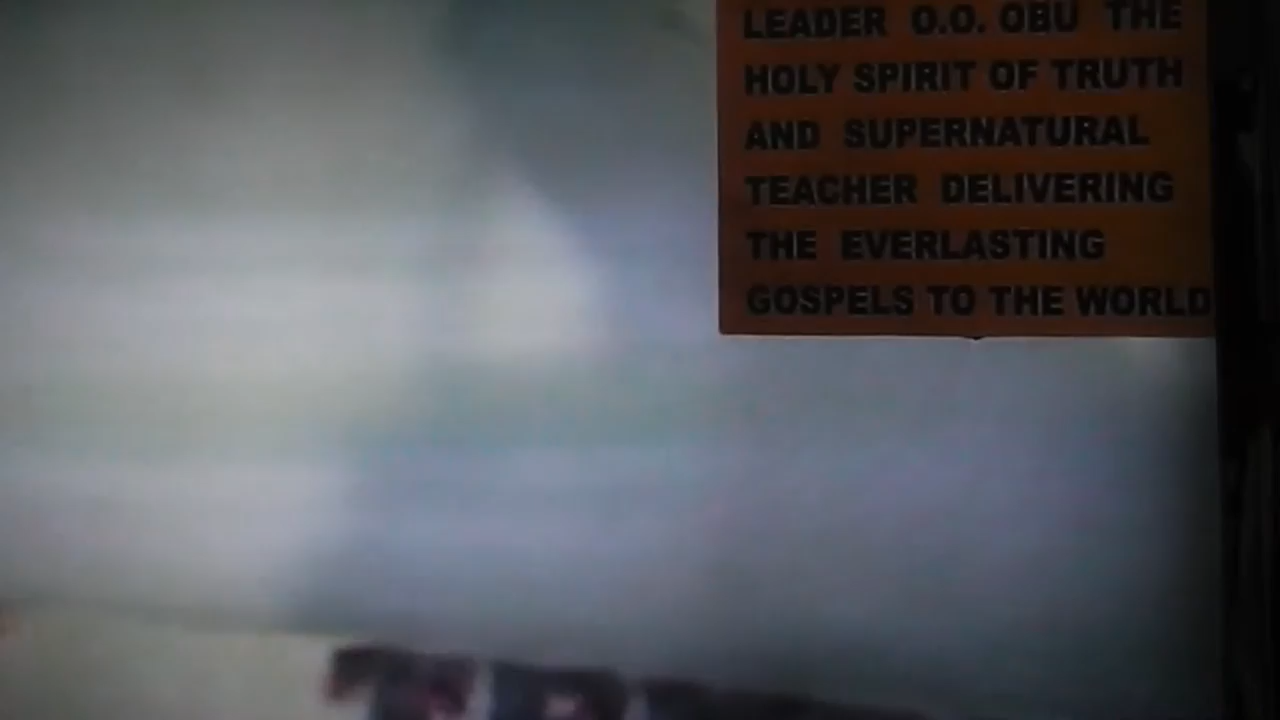 LEADER O.O. OBU THE
HOLY SPIRIT OF TRUTH
AND SUPERNATURAL
TEACHER DELIVERING
THE EVERLASTING
GOSPELS TO THE WORLD